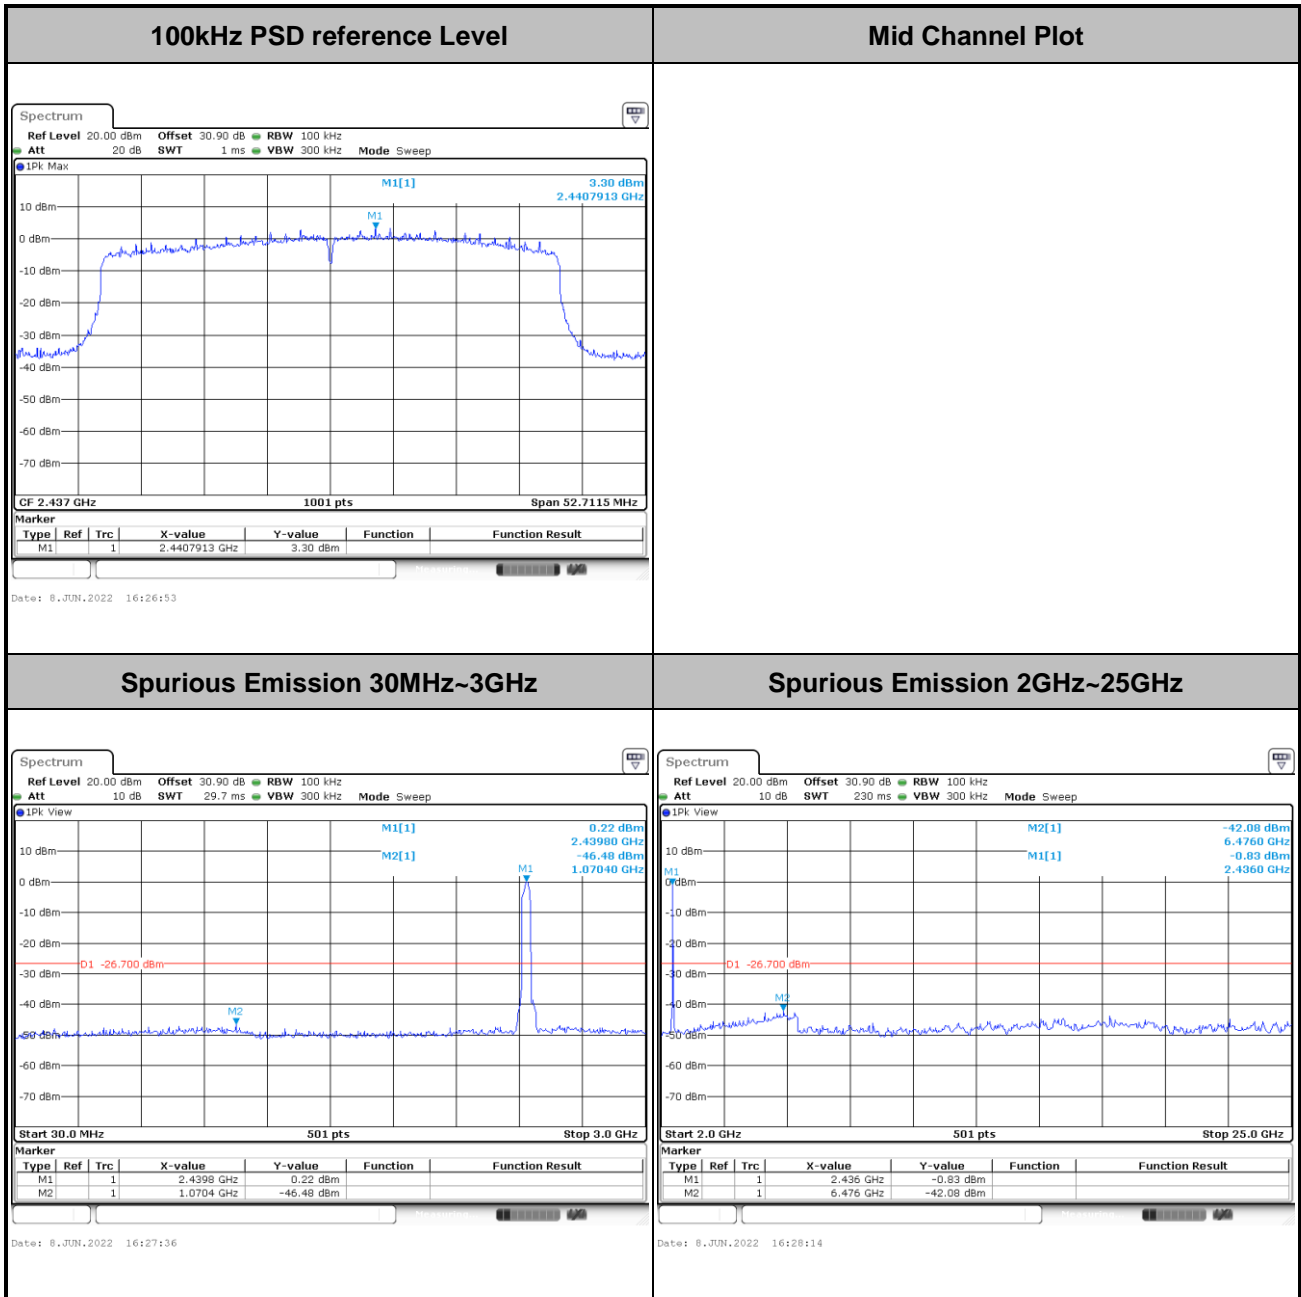 100kHz PSD reference Level
Mid Channel Plot
Spectrum
Ref Level 20.00 dBm Offset 30.90 dB RBW 100 kHz
Att 20 dB SWT 1 ms VBW 300 kHz Mode Sweep
1Pk Max
M1[1] 3.30 dBm
2.4407913 GHz
M1
10 dBm
0 dBm
-10 dBm
-20 dBm
-30 dBm
-40 dBm
-50 dBm
-60 dBm
-70 dBm
CF 2.437 GHz 1001 pts Span 52.7115 MHz
Marker
Type Ref Trc X-value Y-value Function Function Result
M1 1 2.4407913 GHz 3.30 dBm
Date: 8.JUN.2022 16:26:53
Spurious Emission 30MHz~3GHz
Spurious Emission 2GHz~25GHz
Spectrum
Ref Level 20.00 dBm Offset 30.90 dB RBW 100 kHz
Att 10 dB SWT 29.7 ms VBW 300 kHz Mode Sweep
1Pk View
M1[1] 0.22 dBm
2.43980 GHz
M2[1] -46.48 dBm
1.07040 GHz
M1
10 dBm
0 dBm
-10 dBm
-20 dBm
D1 -26.700 dBm
-30 dBm
-40 dBm
M2
-50 dBm
-60 dBm
-70 dBm
Start 30.0 MHz 501 pts Stop 3.0 GHz
Marker
Type Ref Trc X-value Y-value Function Function Result
M1 1 2.4398 GHz 0.22 dBm
M2 1 1.0704 GHz -46.48 dBm
Date: 8.JUN.2022 16:27:36
Spectrum
Ref Level 20.00 dBm Offset 30.90 dB RBW 100 kHz
Att 10 dB SWT 230 ms VBW 300 kHz Mode Sweep
1Pk View
M2[1] -42.08 dBm
6.4760 GHz
M1[1] -0.83 dBm
2.4360 GHz
10 dBm
M1
0 dBm
-10 dBm
-20 dBm
D1 -26.700 dBm
-30 dBm
M2
-40 dBm
-50 dBm
-60 dBm
-70 dBm
Start 2.0 GHz 501 pts Stop 25.0 GHz
Marker
Type Ref Trc X-value Y-value Function Function Result
M1 1 2.436 GHz -0.83 dBm
M2 1 6.476 GHz -42.08 dBm
Date: 8.JUN.2022 16:28:14